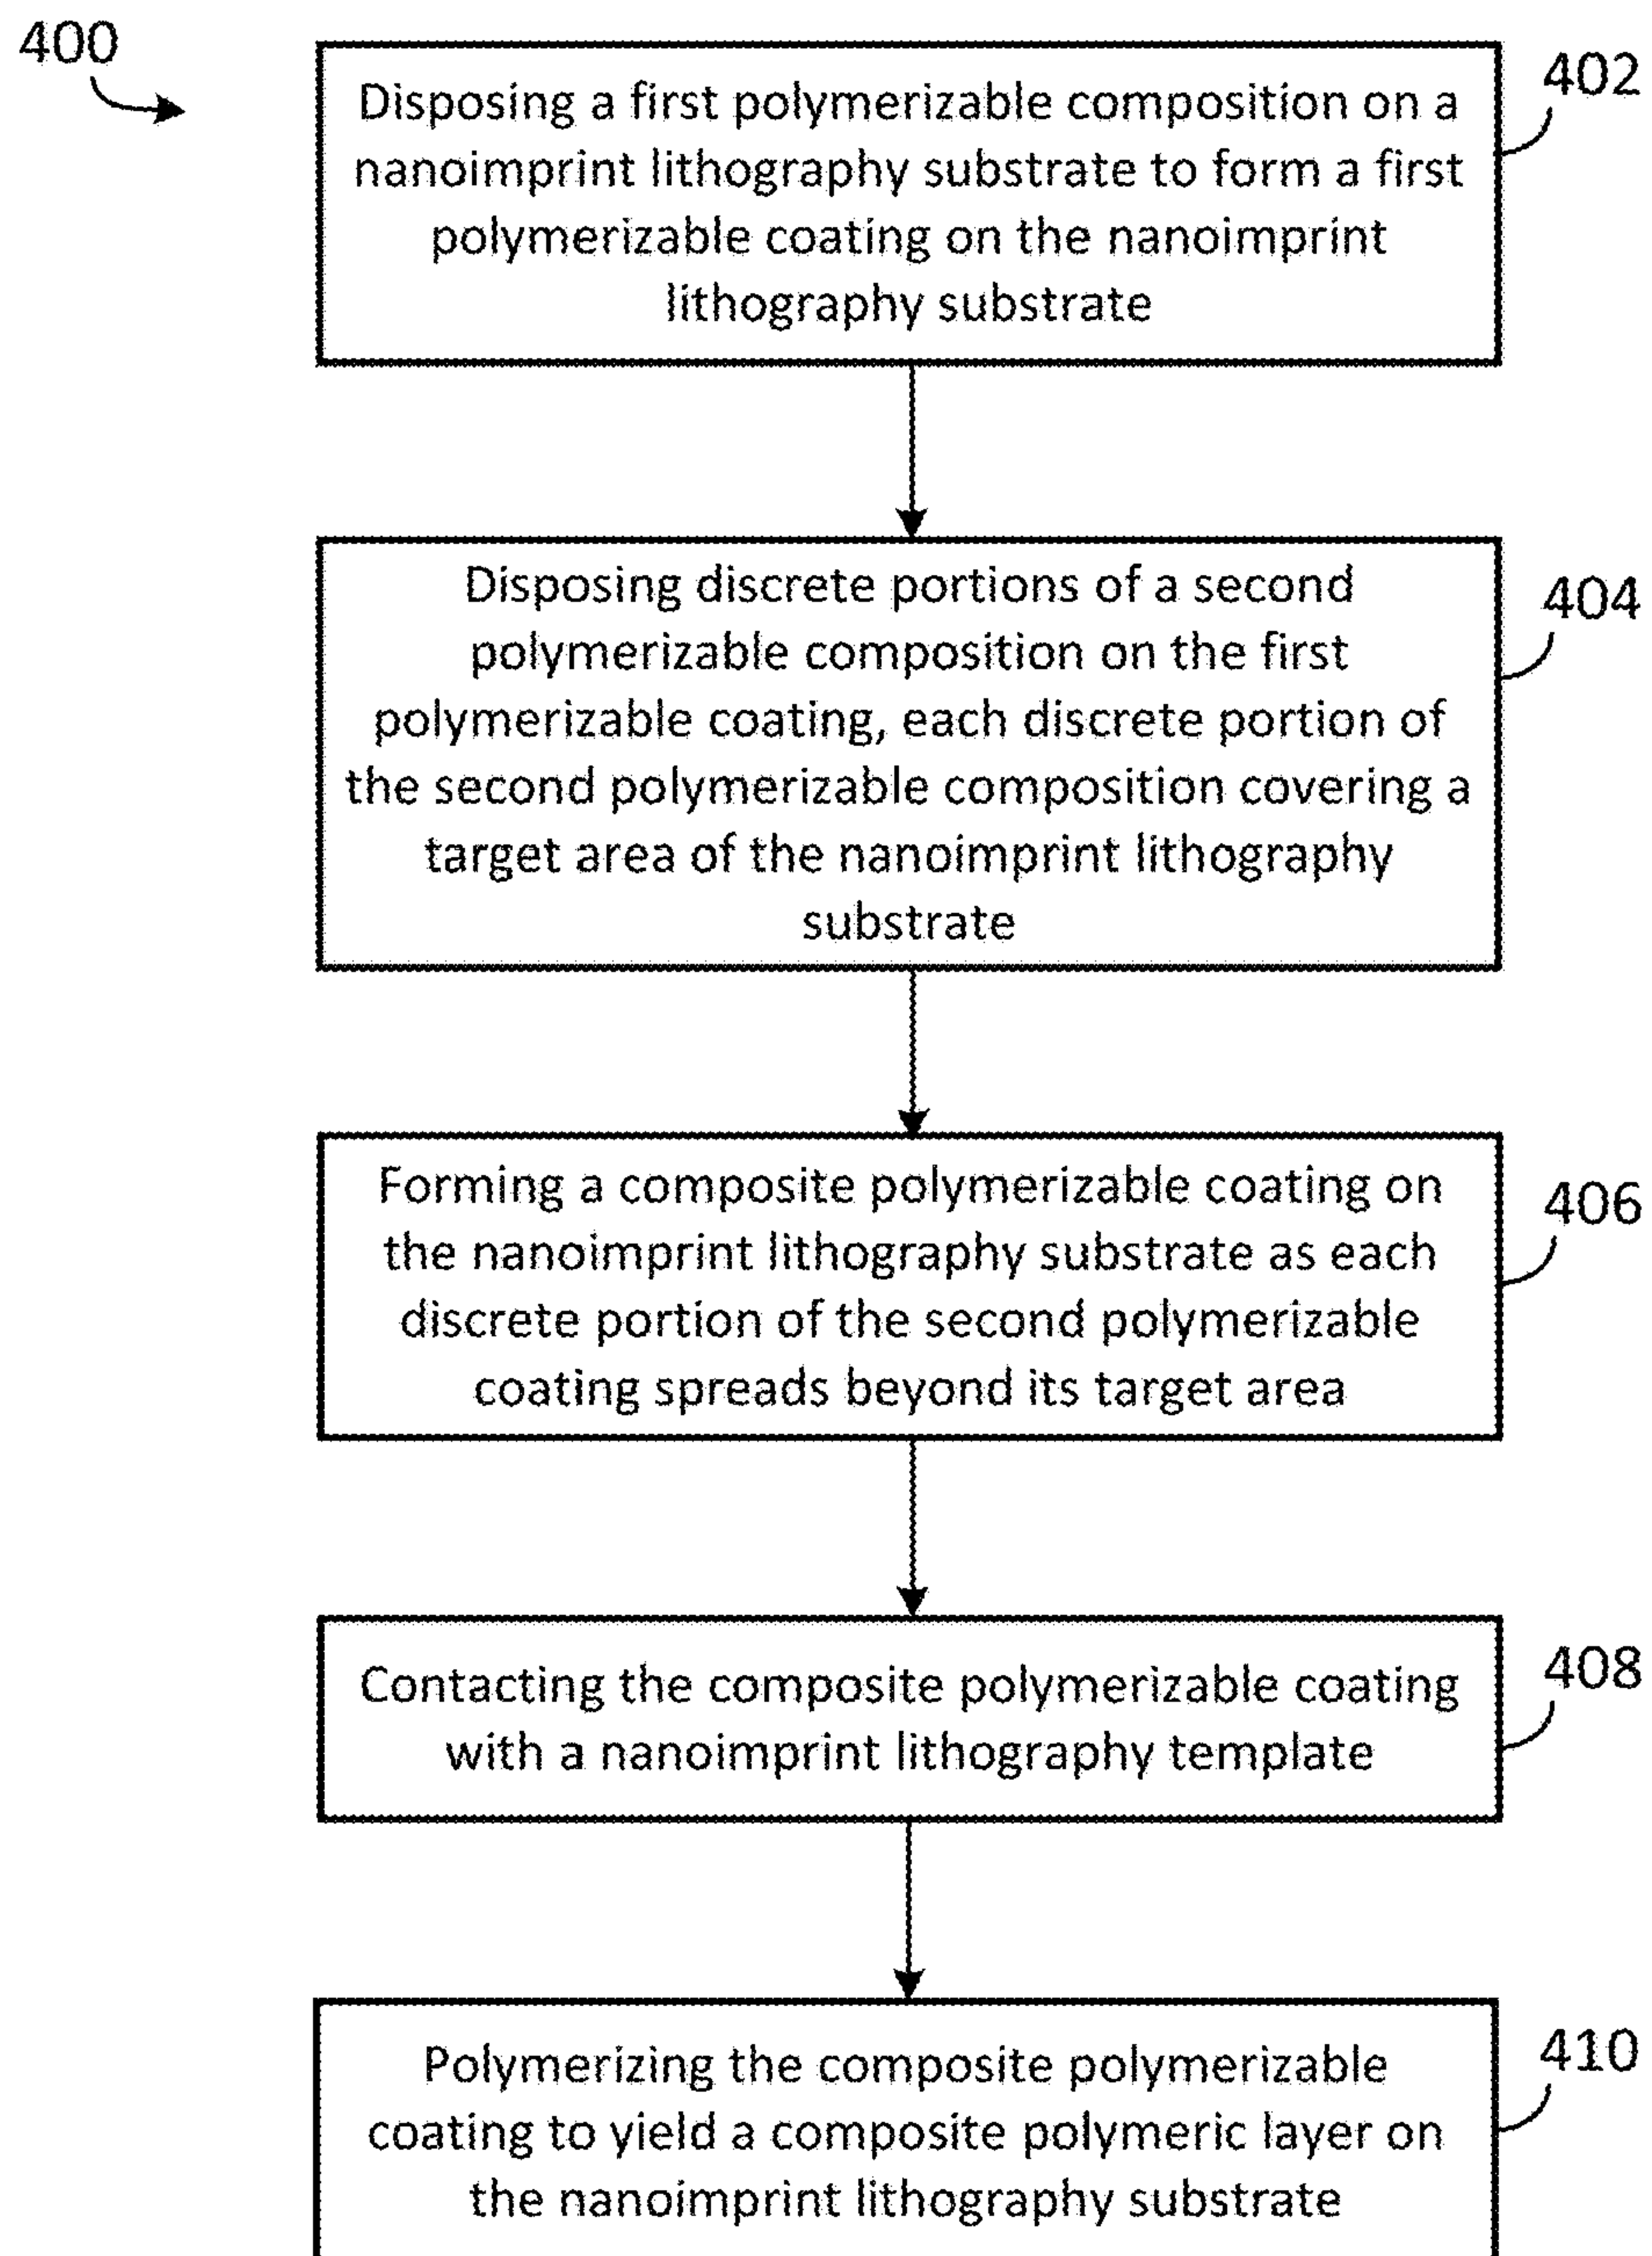 400
402
Disposing a first polymerizable composition on a
nanoimprint lithography substrate to form a first
polymerizable coating on the nanoimprint
lithography substrate
404
Disposing discrete portions of a second
polymerizable composition on the first
polymerizable coating, each discrete portion of
the second polymerizable composition covering a
target area of the nanoimprint lithography
substrate
406
Forming a composite polymerizable coating on
the nanoimprint lithography substrate as each
discrete portion of the second polymerizable
coating spreads beyond its target area
408
Contacting the composite polymerizable coating
with a nanoimprint lithography template
410
Polymerizing the composite polymerizable
coating to yield a composite polymeric layer on
the nanoimprint lithography substrate